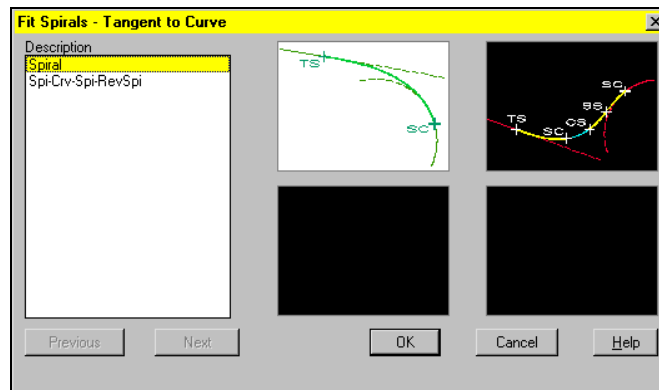 Fit Spirals - Tangent to Curve
Description
Spiral
Spi-Crv-Spi-RevSpi
TS
SC
TS
SC
CS
SS
SC
Previous
Next
OK
Cancel
Help